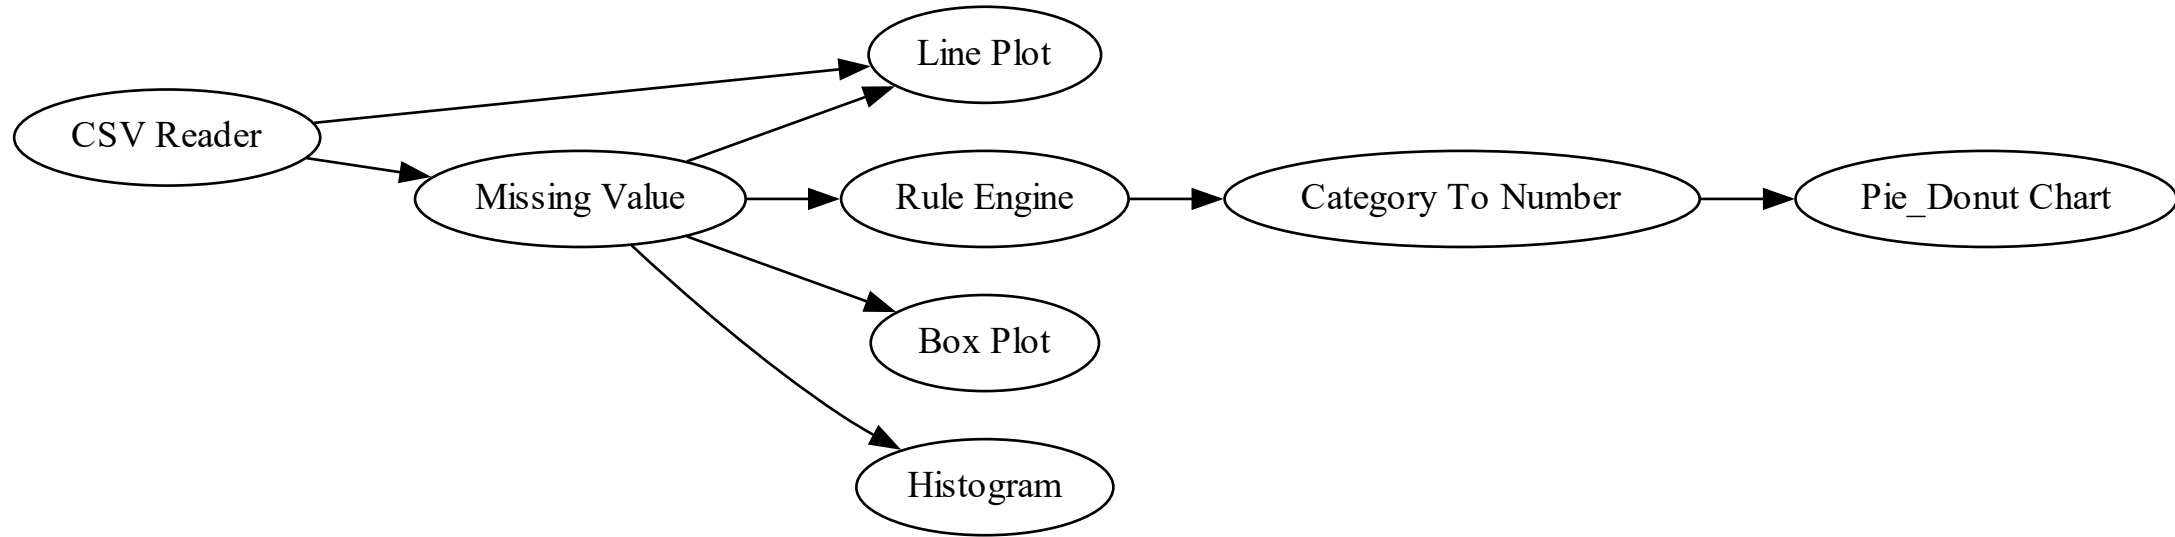 Line Plot
CSV Reader
Missing Value
Rule Engine
Category To Number
Pie_Donut Chart
Box Plot
Histogram